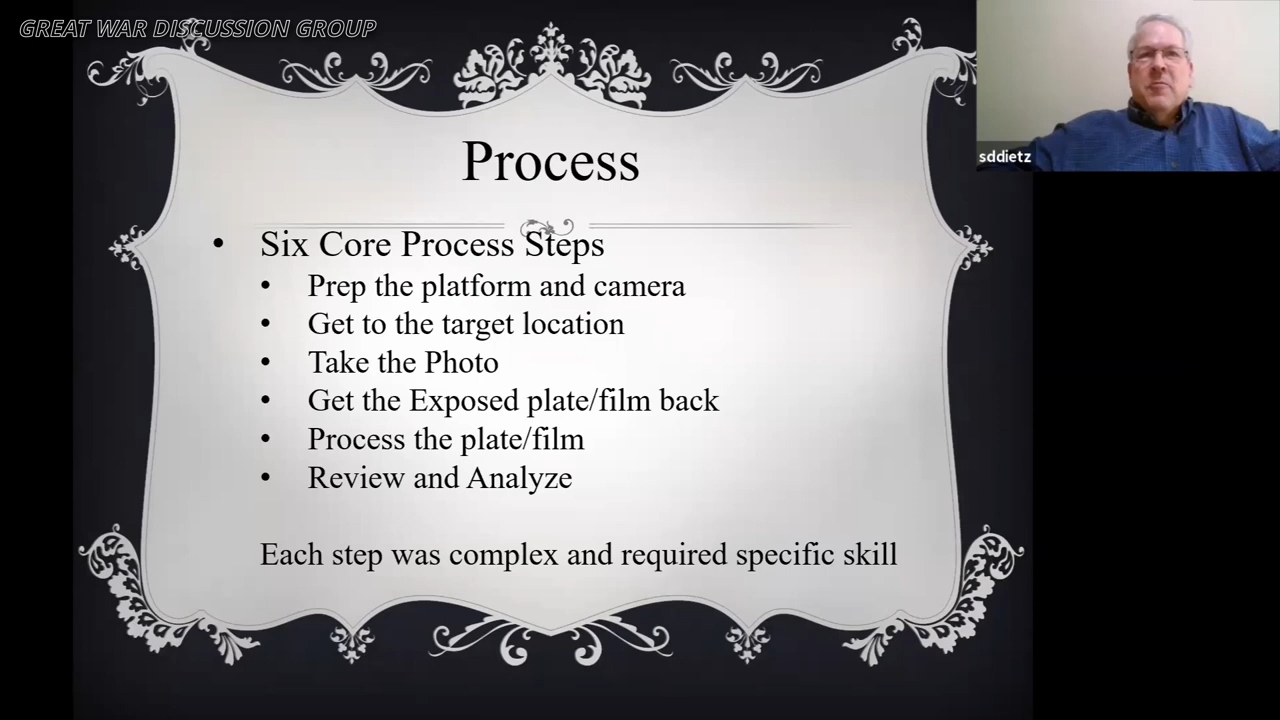 GREAT WAR DISCUSSION GROUP
sddietz
Process
• Six Core Process Steps
• Prep the platform and camera
• Get to the target location
• Take the Photo
• Get the Exposed plate/film back
• Process the plate/film
• Review and Analyze
Each step was complex and required specific skill